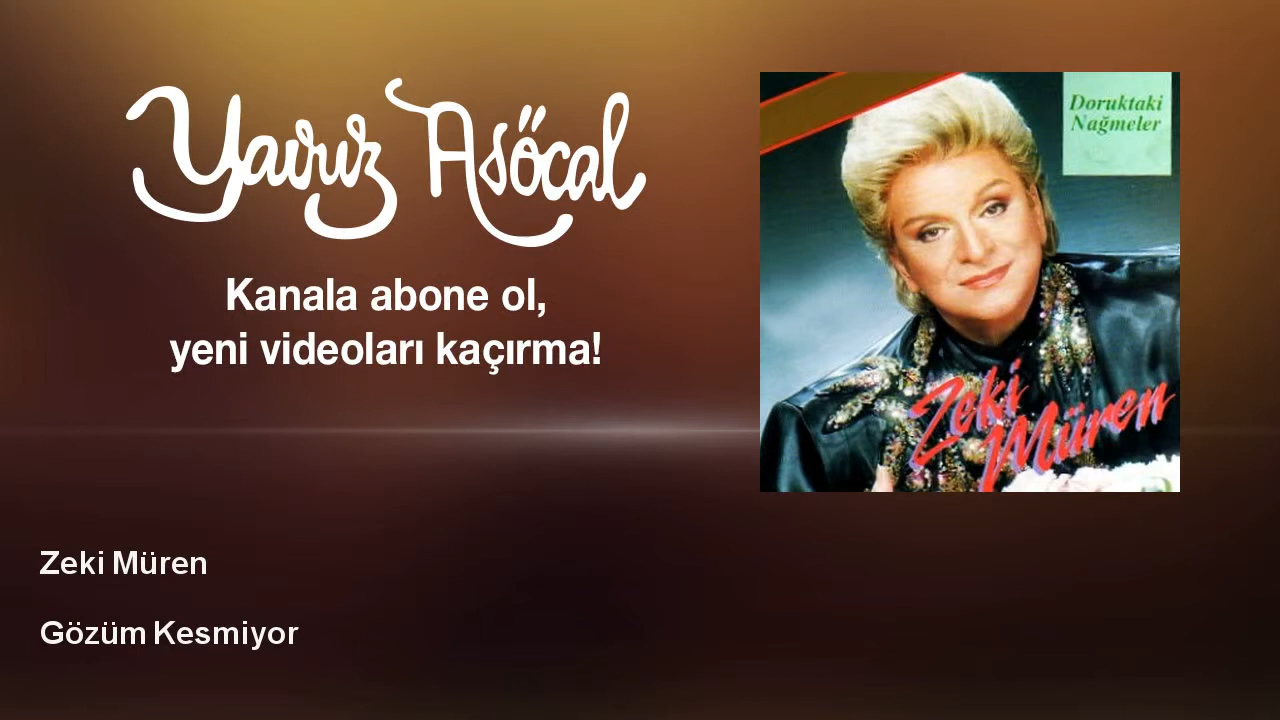 Yavuz Asöcal
Kanala abone ol,
yeni videoları kaçırma!
Doruktaki
Nağmeler
Zeki
Müren
Zeki Müren
Gözüm Kesmiyor